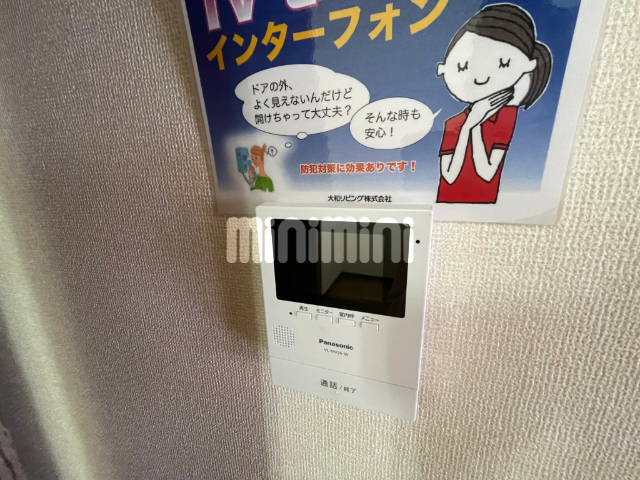 インターフォン
ドアの外、
よく見えないんだけど
開けちゃって大丈夫？
そんな時も
安心！
防犯対策に効果ありです！
大和リビング株式会社
minimini
再生 モニター 室内呼 メニュー
Panasonic
通話/終了